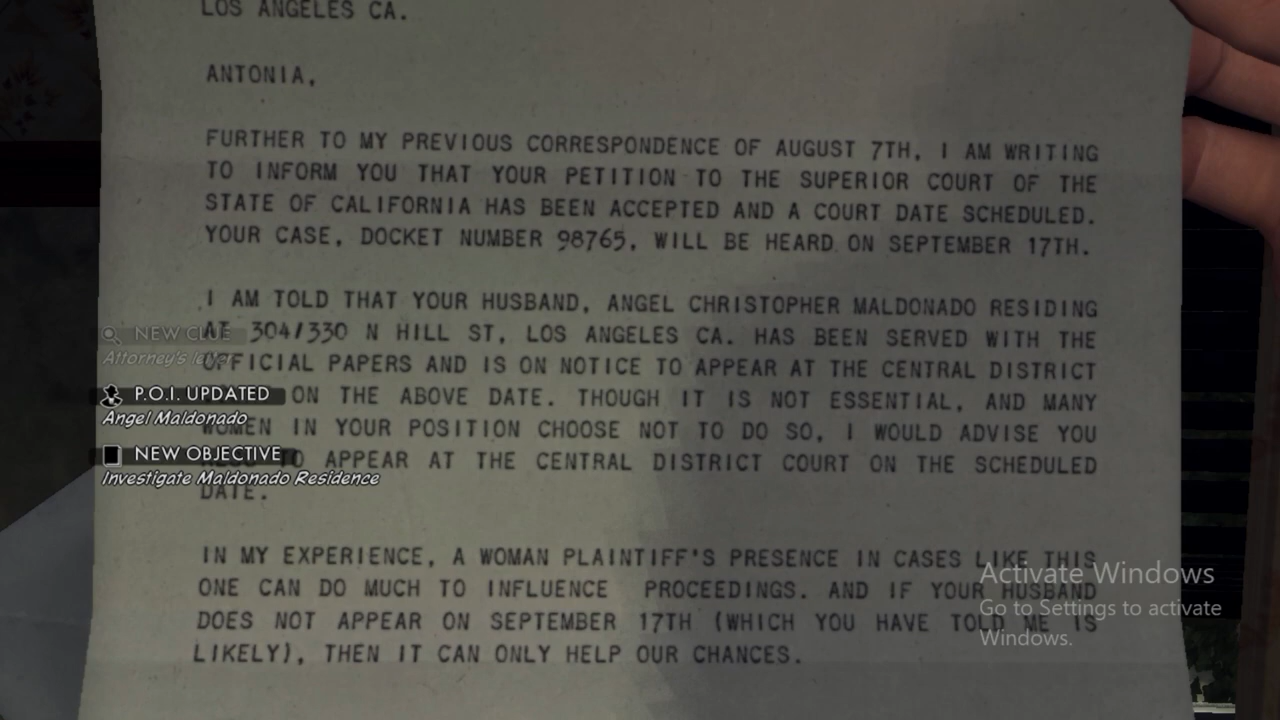 LOS ANGELES CA.
ANTONIA,
FURTHER TO MY PREVIOUS CORRESPONDENCE OF AUGUST 7TH, I AM WRITING
TO INFORM YOU THAT YOUR PETITION TO THE SUPERIOR COURT OF THE
STATE OF CALIFORNIA HAS BEEN ACCEPTED AND A COURT DATE SCHEDULED.
YOUR CASE, DOCKET NUMBER 98765, WILL BE HEARD ON SEPTEMBER 17TH.
I AM TOLD THAT YOUR HUSBAND, ANGEL CHRISTOPHER MALDONADO RESIDING
AT 304/330 N HILL ST, LOS ANGELES CA. HAS BEEN SERVED WITH THE
OFFICIAL PAPERS AND IS ON NOTICE TO APPEAR AT THE CENTRAL DISTRICT
ON THE ABOVE DATE. THOUGH IT IS NOT ESSENTIAL, AND MANY
WOMEN IN YOUR POSITION CHOOSE NOT TO DO SO, I WOULD ADVISE YOU
TO APPEAR AT THE CENTRAL DISTRICT COURT ON THE SCHEDULED
DATE.
IN MY EXPERIENCE, A WOMAN PLAINTIFF'S PRESENCE IN CASES LIKE THIS
ONE CAN DO MUCH TO INFLUENCE PROCEEDINGS. AND IF YOUR HUSBAND
DOES NOT APPEAR ON SEPTEMBER 17TH (WHICH YOU HAVE TOLD ME IS
LIKELY), THEN IT CAN ONLY HELP OUR CHANCES.
NEW CLUE
Attorney's letter
P.O.I. UPDATED
Angel Maldonado
NEW OBJECTIVE
Investigate Maldonado Residence
Activate Windows
Go to Settings to activate
Windows.